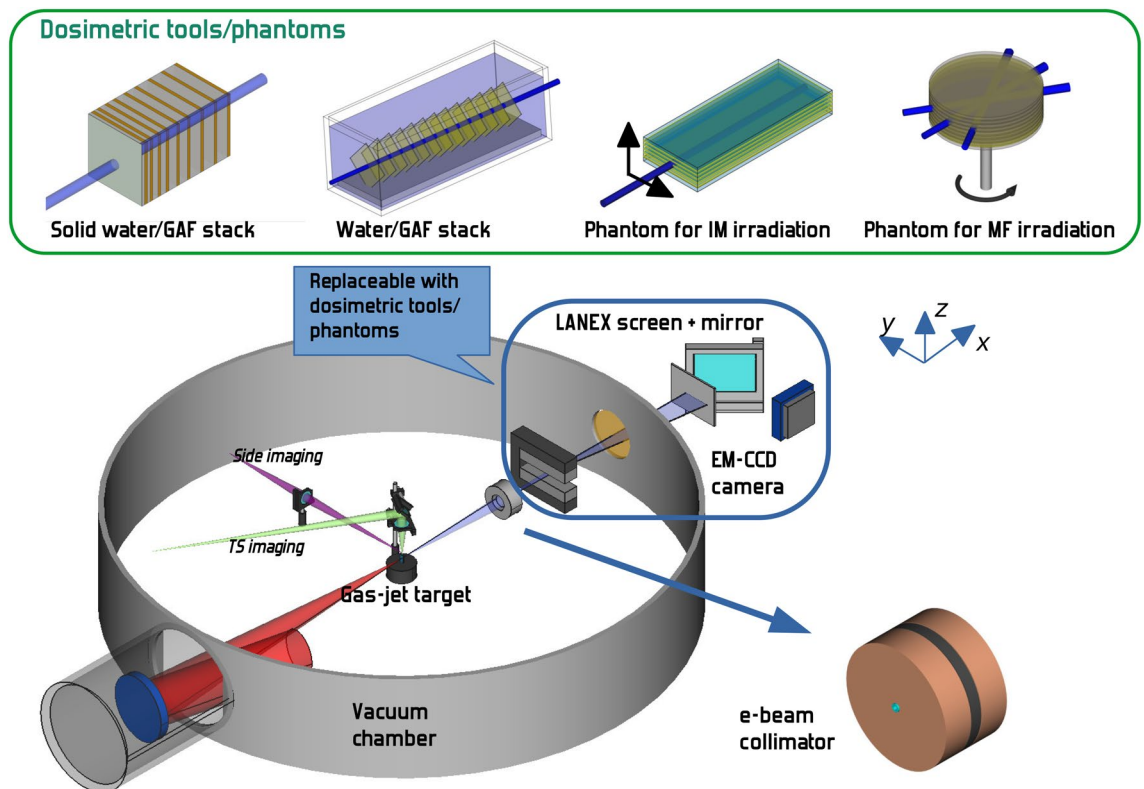 Dosimetric tools/phantoms
Solid water/GAF stack
Water/GAF stack
Phantom for IM irradiation
Phantom for MF irradiation
Replaceable with
dosimetric tools/
phantoms
LANEX screen + mirror
z
y
x
EM-CCD
camera
Side imaging
TS imaging
Gas-jet target
Vacuum
chamber
e-beam
collimator